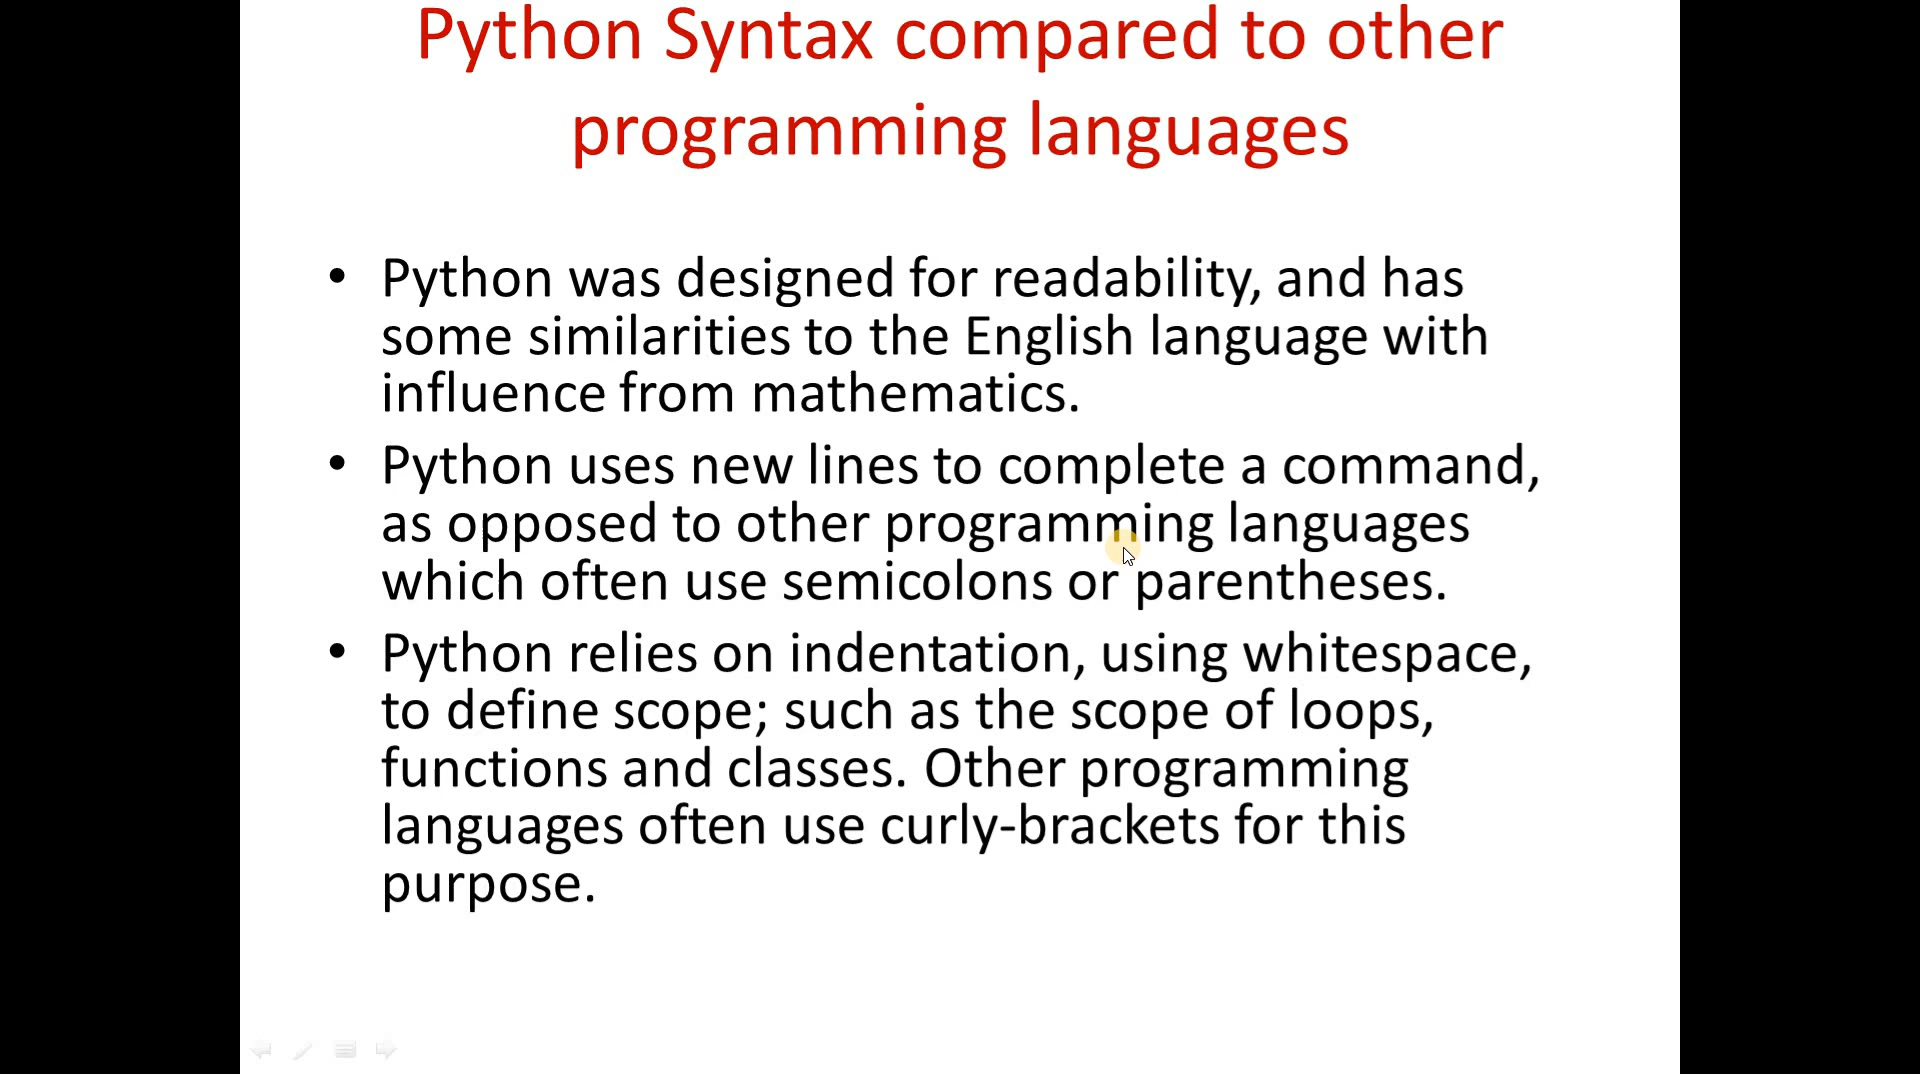 Python Syntax compared to other
programming languages
• Python was designed for readability, and has
some similarities to the English language with
influence from mathematics.
• Python uses new lines to complete a command,
as opposed to other programming languages
which often use semicolons or parentheses.
• Python relies on indentation, using whitespace,
to define scope; such as the scope of loops,
functions and classes. Other programming
languages often use curly-brackets for this
purpose.